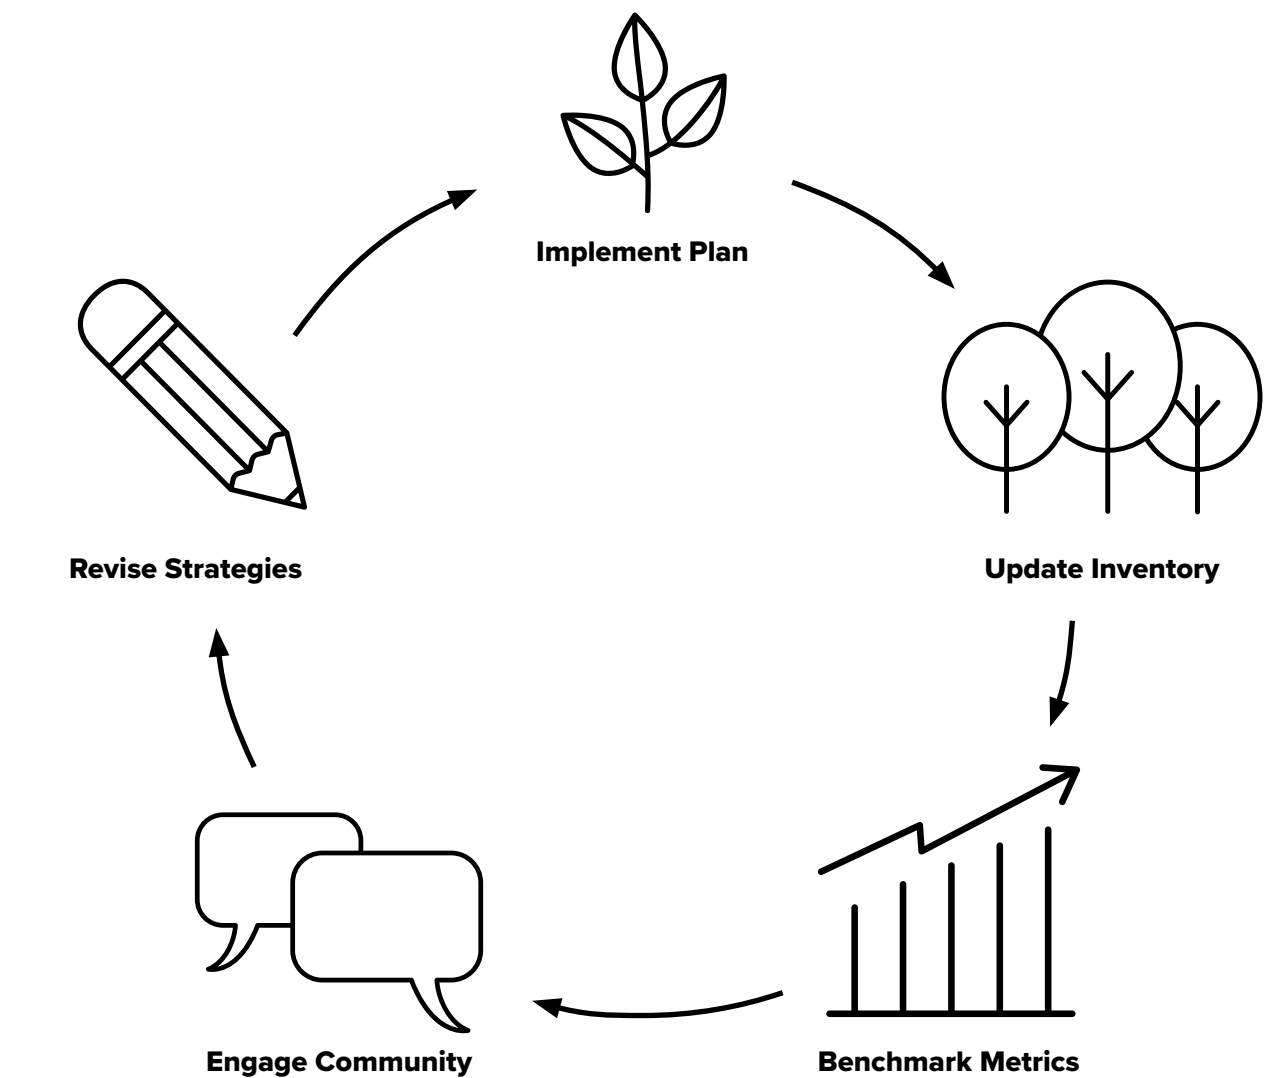 Implement Plan
Update Inventory
Benchmark Metrics
Engage Community
Revise Strategies